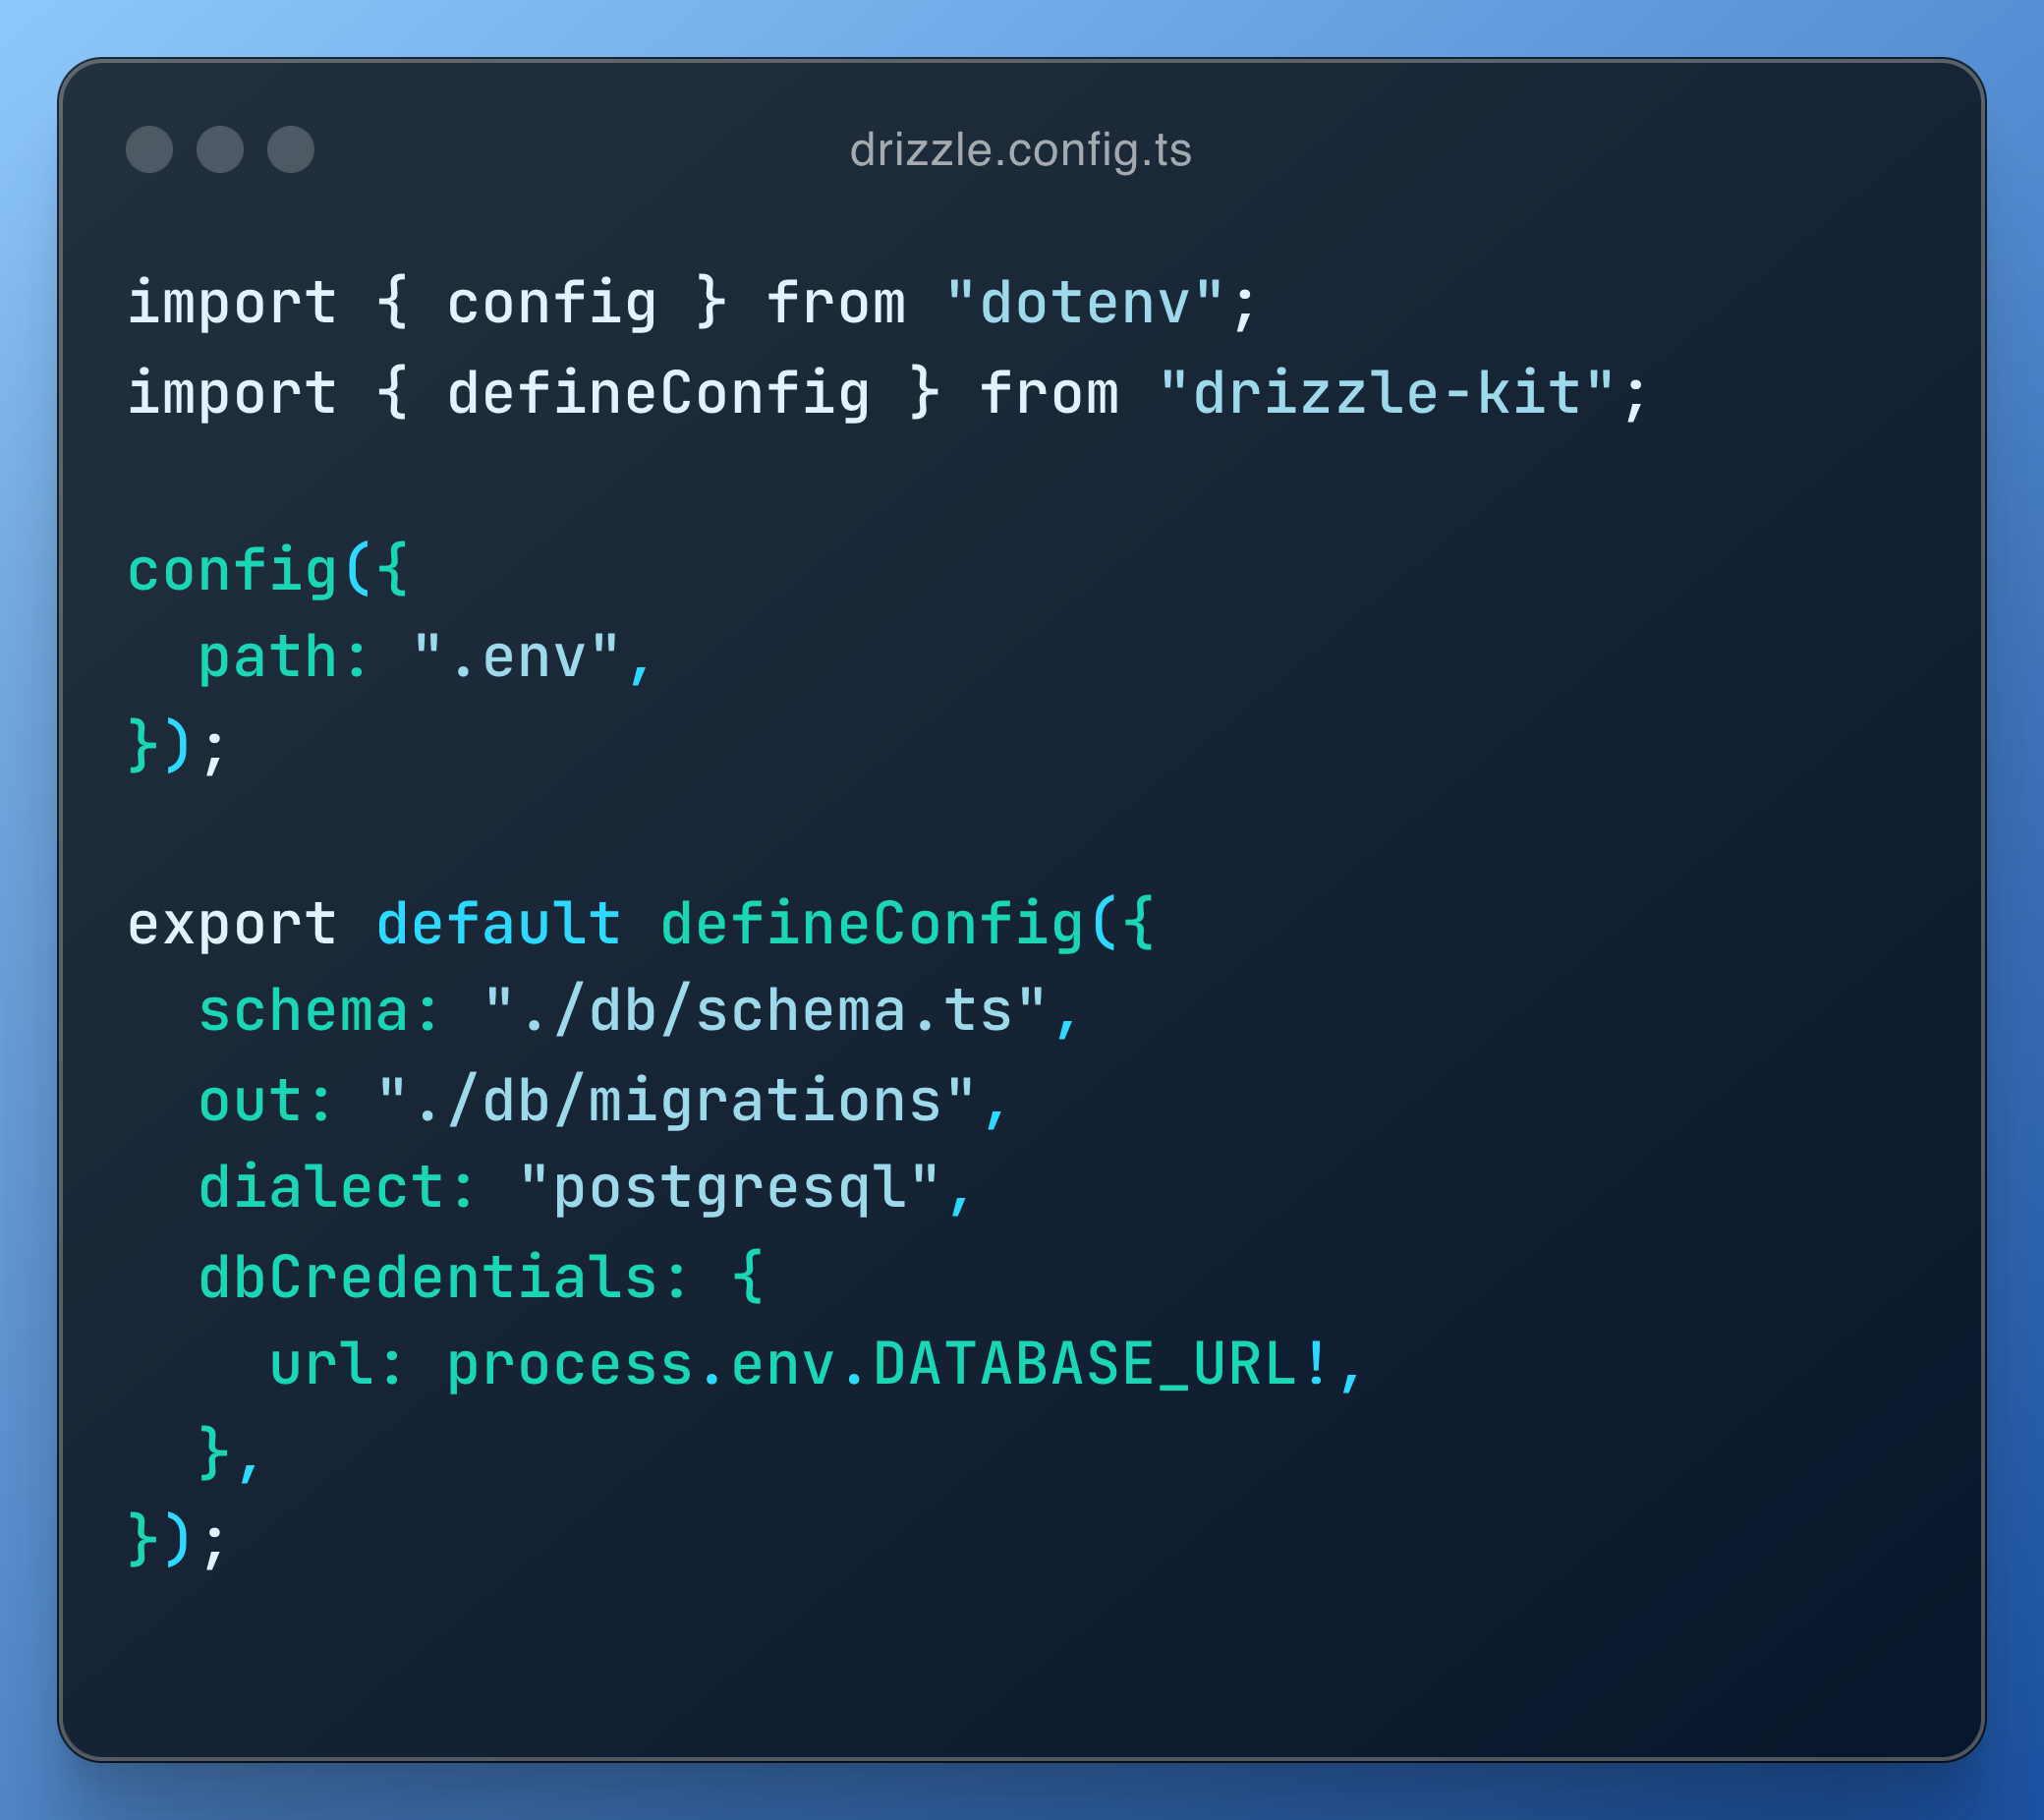 drizzle.config.ts
import { config } from "dotenv";
import { defineConfig } from "drizzle-kit";
config({
  path: ".env",
});
export default defineConfig({
  schema: "./db/schema.ts",
  out: "./db/migrations",
  dialect: "postgresql",
  dbCredentials: {
    url: process.env.DATABASE_URL!,
  },
});